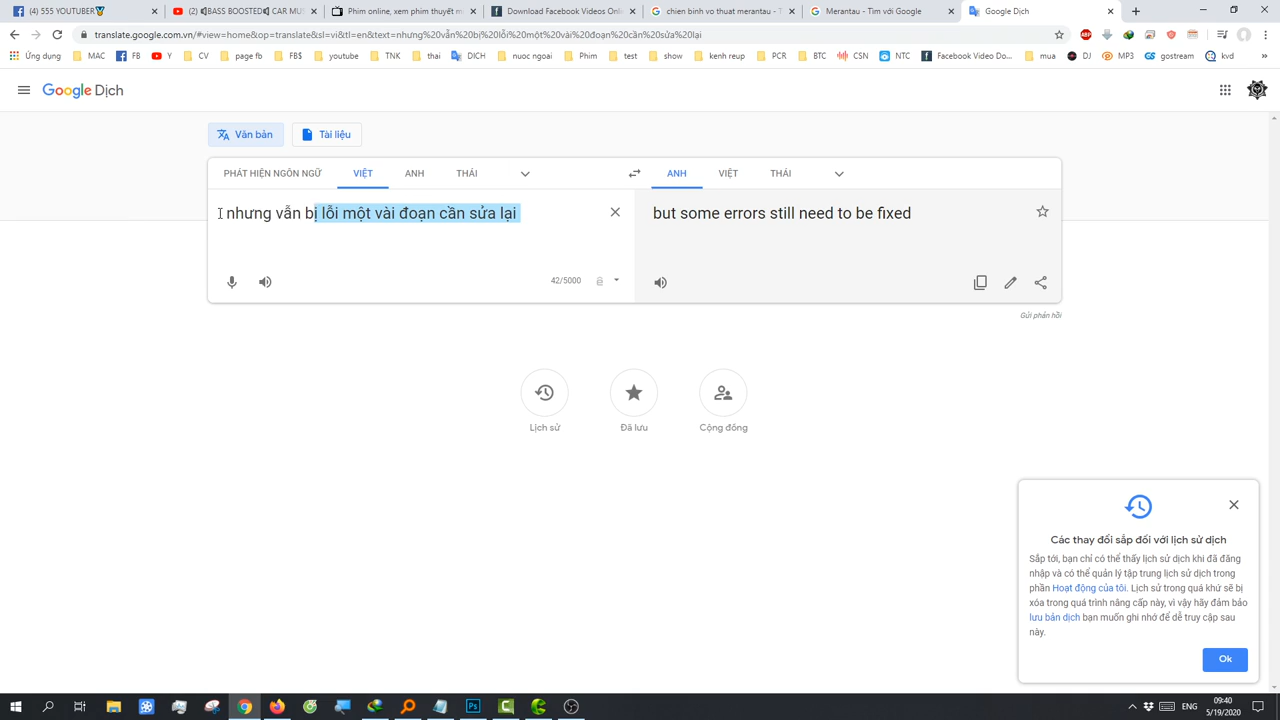 (4) 555 YOUTUBER🏅
(2) 📢BASS BOOSTED📢 CAR MUS
Phim online, xem phim thuyết m
Download Facebook Videos Onli
chien binh vo thuat merantau - T
Merantau - Tìm với Google
Google Dịch
translate.google.com.vn/#view=home&op=translate&sl=vi&tl=en&text=nhưng%20vẫn%20bị%20lỗi%20một%20vài%20đoạn%20cần%20sửa%20lại
Ứng dụng MAC FB Y CV page fb FB$ youtube TNK thai DỊCH nuoc ngoai Phim test show kenh reup PCR BTC CSN NTC Facebook Video Do... mua DJ MP3 gostream kvd »
Google Dịch
Văn bản Tài liệu
PHÁT HIỆN NGÔN NGỮ VIỆT ANH THÁI
ANH VIỆT THÁI
nhưng vẫn bị lỗi một vài đoạn cần sửa lại
but some errors still need to be fixed
42/5000
Gửi phản hồi
Lịch sử Đã lưu Cộng đồng
Các thay đổi sắp đối với lịch sử dịch
Sắp tới, bạn chỉ có thể thấy lịch sử dịch khi đã đăng
nhập và có thể quản lý tập trung lịch sử dịch trong
phần Hoạt động của tôi. Lịch sử trong quá khứ sẽ bị
xóa trong quá trình nâng cấp này, vì vậy hãy đảm bảo
lưu bản dịch bạn muốn ghi nhớ để dễ truy cập sau
này.
Ok
ENG
09:40
5/19/2020